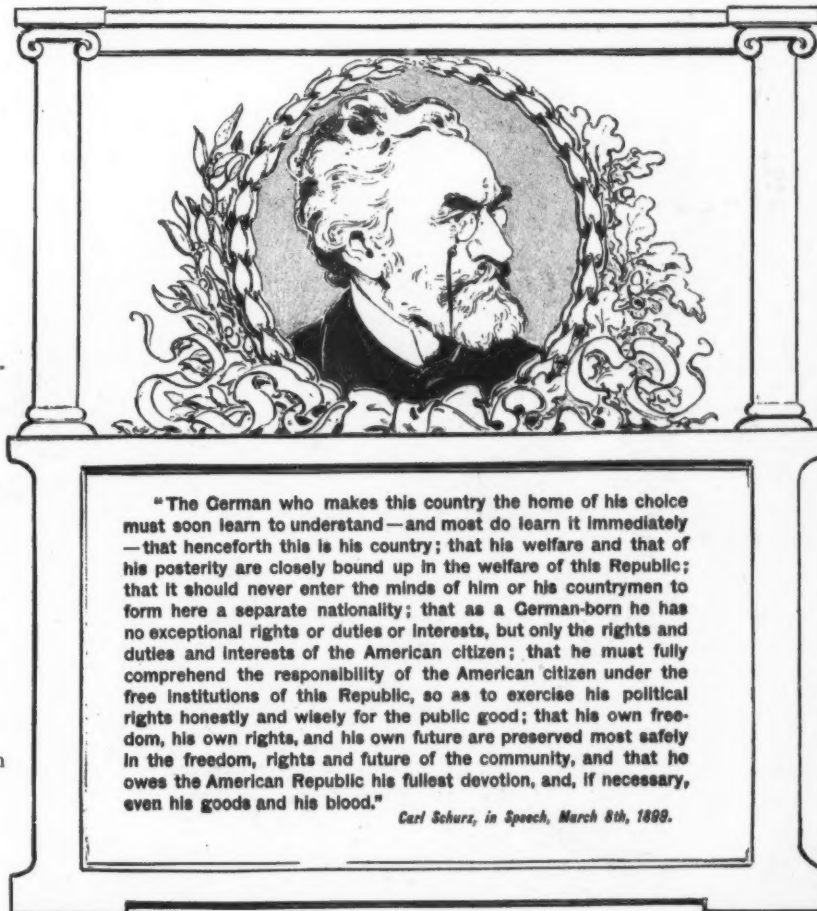 "The German who makes this country the home of his choice
must soon learn to understand—and most do learn it immediately
—that henceforth this is his country; that his welfare and that of
his posterity are closely bound up in the welfare of this Republic;
that it should never enter the minds of him or his countrymen to
form here a separate nationality; that as a German-born he has
no exceptional rights or duties or interests, but only the rights and
duties and interests of the American citizen; that he must fully
comprehend the responsibility of the American citizen under the
free institutions of this Republic, so as to exercise his political
rights honestly and wisely for the public good; that his own free-
dom, his own rights, and his own future are preserved most safely
in the freedom, rights and future of the community, and that he
owes the American Republic his fullest devotion, and, if necessary,
even his goods and his blood."
Carl Schurz, in Speech, March 8th, 1899.